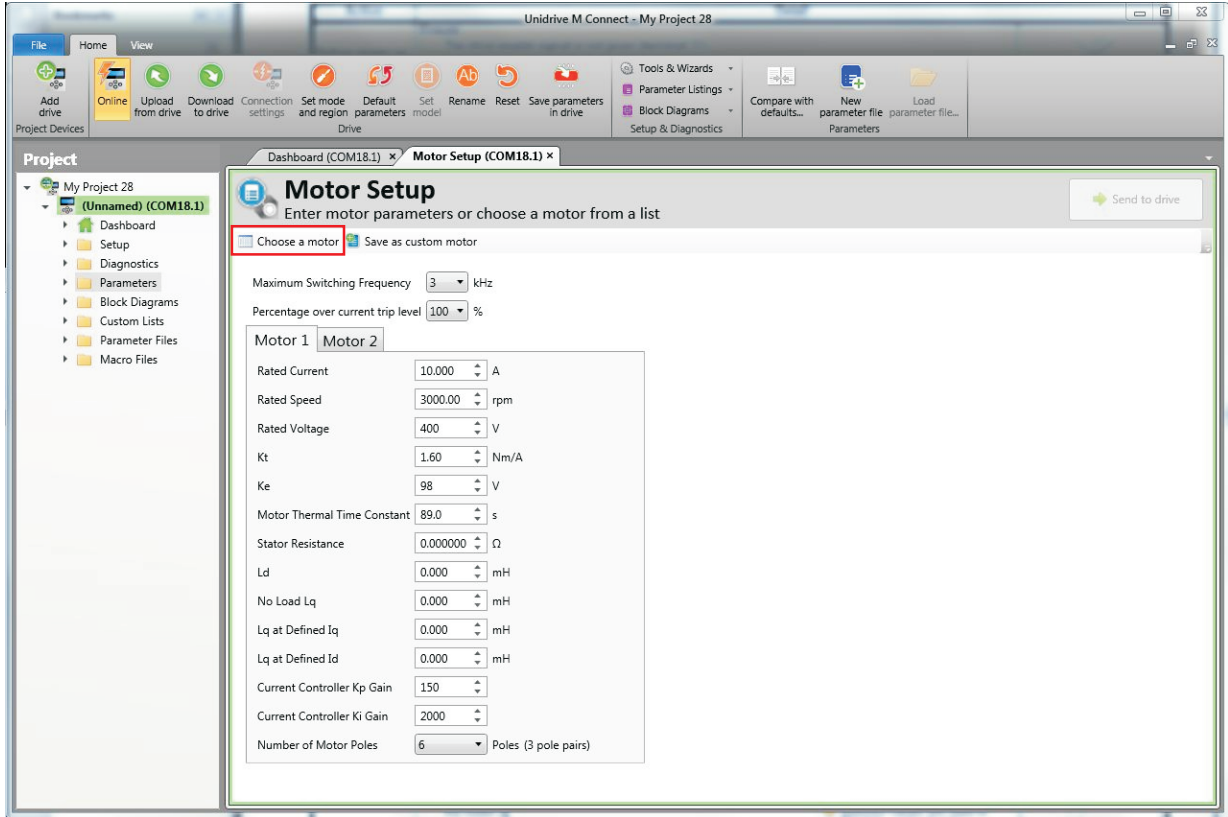 Unidrive M Connect - My Project 28
File Home View
Add drive
Online
Upload from drive
Download to drive
Connection settings
Set mode and region
Default parameters
Set model
Rename
Reset
Save parameters in drive
Tools & Wizards
Parameter Listings
Block Diagrams
Compare with defaults...
New parameter file
Load parameter file...
Project Devices
Drive
Setup & Diagnostics
Parameters
Project
My Project 28
(Unnamed) (COM18.1)
Dashboard
Setup
Diagnostics
Parameters
Block Diagrams
Custom Lists
Parameter Files
Macro Files
Dashboard (COM18.1) × Motor Setup (COM18.1) ×
Motor Setup
Enter motor parameters or choose a motor from a list
Send to drive
Choose a motor Save as custom motor
Maximum Switching Frequency 3 kHz
Percentage over current trip level 100 %
Motor 1 Motor 2
Rated Current 10.000 A
Rated Speed 3000.00 rpm
Rated Voltage 400 V
Kt 1.60 Nm/A
Ke 98 V
Motor Thermal Time Constant 89.0 s
Stator Resistance 0.000000 Ω
Ld 0.000 mH
No Load Lq 0.000 mH
Lq at Defined Iq 0.000 mH
Lq at Defined Id 0.000 mH
Current Controller Kp Gain 150
Current Controller Ki Gain 2000
Number of Motor Poles 6 Poles (3 pole pairs)